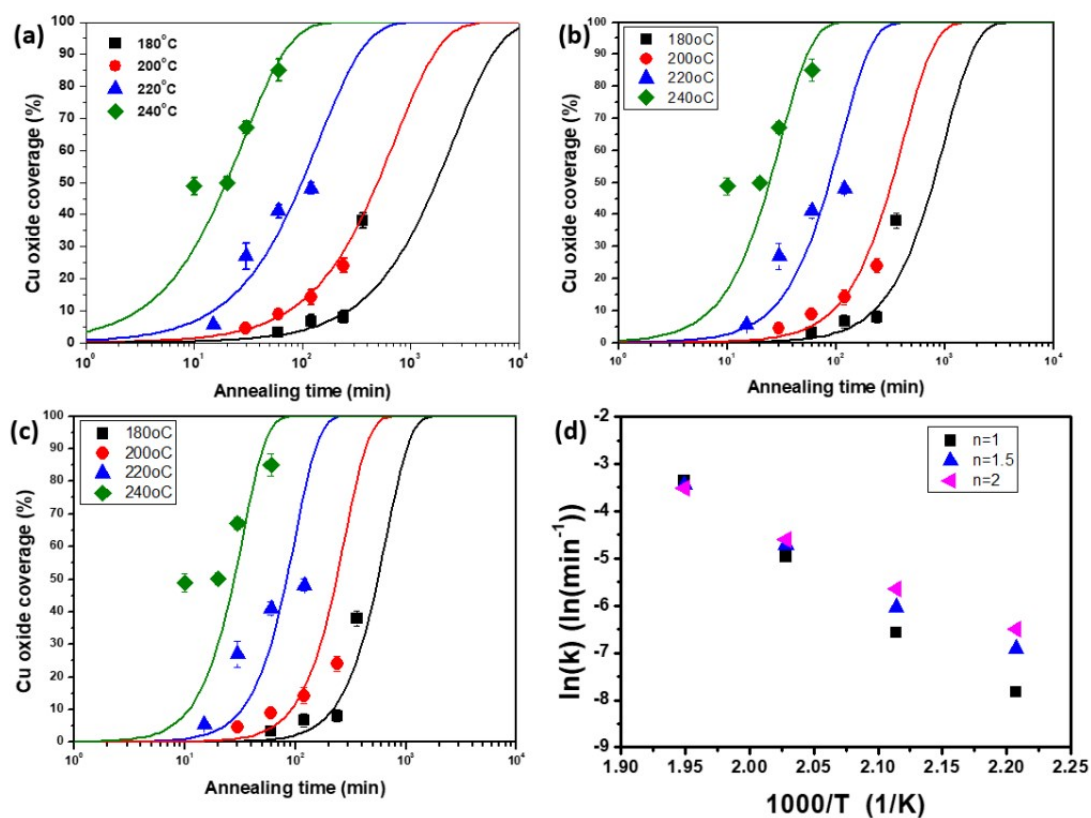 (a)
180°C
200°C
220°C
240°C
Cu oxide coverage (%)
100
90
80
70
60
50
40
30
20
10
0
10⁰ 10¹ 10² 10³ 10⁴
Annealing time (min)
(b)
180oC
200oC
220oC
240oC
Cu oxide coverage (%)
100
90
80
70
60
50
40
30
20
10
0
10⁰ 10¹ 10² 10³ 10⁴
Annealing time (min)
(c)
180oC
200oC
220oC
240oC
Cu oxide coverage (%)
100
90
80
70
60
50
40
30
20
10
0
10⁰ 10¹ 10² 10³ 10⁴
Annealing time (min)
(d)
n=1
n=1.5
n=2
ln(k) (ln(min⁻¹))
-2
-3
-4
-5
-6
-7
-8
-9
1.90 1.95 2.00 2.05 2.10 2.15 2.20 2.25
1000/T (1/K)